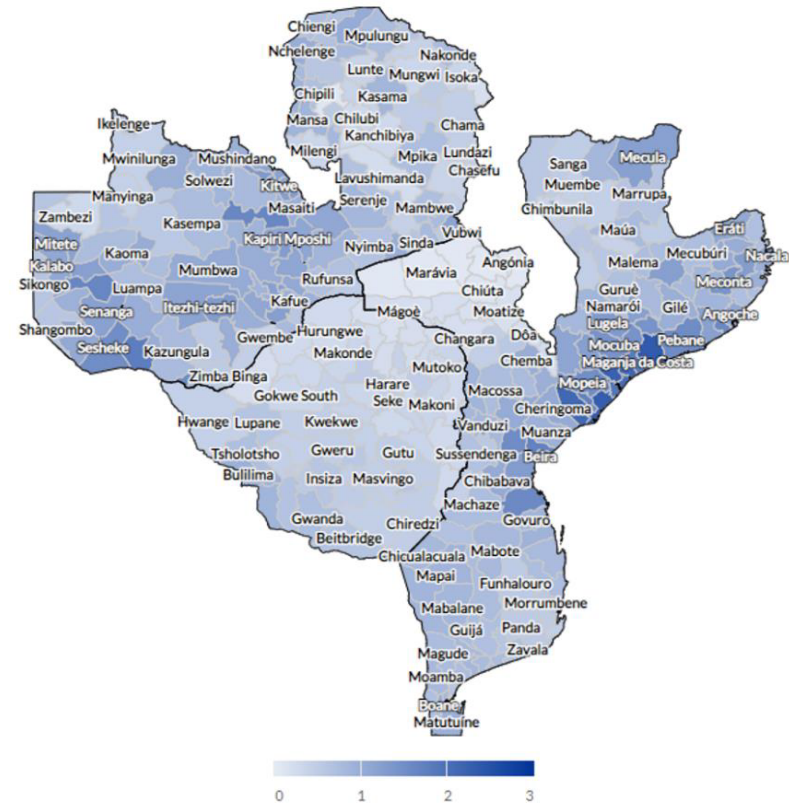 Chiengi
Mpulungu
Nchelenge
Nakonde
Lunte
Mungwi
Isoka
Chipili
Kasama
Ikelenge
Mansa
Chilubi
Chama
Kanchibiya
Mwinilunga
Mushindano
Milengi
Mpika
Lundazi
Sanga
Mecula
Solwezi
Kitwe
Lavushimanda
Chasefu
Muembe
Manyinga
Masaiti
Serenje
Mambwe
Marrupa
Zambezi
Kasempa
Chimbunila
Mitete
Kapiri Mposhi
Nyimba
Sinda
Vubwi
Maúa
Eráti
Kaoma
Kalabo
Mumbwa
Marávia
Angónia
Malema
Mecubúri
Nacala
Sikongo
Luampa
Rufunsa
Chiúta
Guruè
Meconta
Senanga
Itezhi-tezhi
Kafue
Mágoè
Moatize
Namarói
Gilé
Angoche
Shangombo
Gwembe
Hurungwe
Changara
Dôa
Lugela
Sesheke
Kazungula
Makonde
Mocuba
Pebane
Mutoko
Chemba
Maganja da Costa
Zimba
Binga
Harare
Macossa
Mopeia
Gokwe South
Seke
Makoni
Cheringoma
Hwange
Lupane
Kwekwe
Vanduzi
Muanza
Tsholotsho
Gweru
Gutu
Sussendenga
Beira
Bulilima
Insiza
Masvingo
Chibabava
Machaze
Gwanda
Chiredzi
Govuro
Beitbridge
Chicualacuala
Mabote
Mapai
Funhalouro
Mabalane
Morrumbene
Guijá
Panda
Magude
Zavala
Moamba
Boane
Matutuíne
0 1 2 3